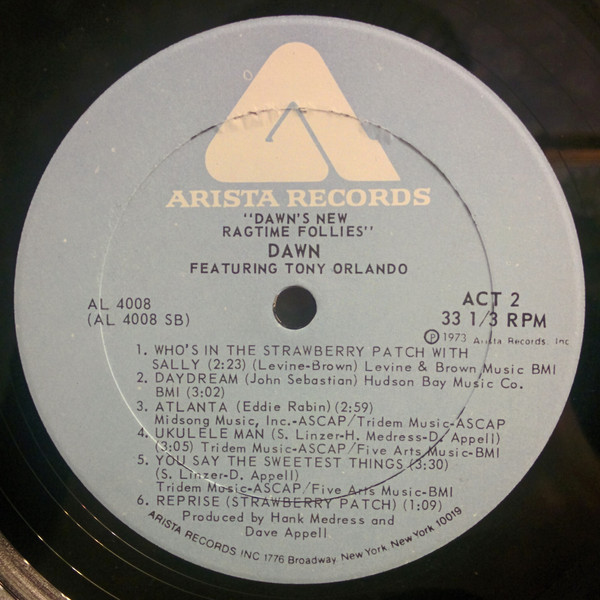 ARISTA RECORDS
"DAWN'S NEW
RAGTIME FOLLIES"
DAWN
FEATURING TONY ORLANDO
AL 4008
(AL 4008 SB)
ACT 2
33 1/3 RPM
Ⓟ 1973 Arista Records, Inc.
1. WHO'S IN THE STRAWBERRY PATCH WITH
SALLY (2:23) (Levine-Brown) Levine & Brown Music BMI
2. DAYDREAM (John Sebastian) Hudson Bay Music Co.
BMI (3:02)
3. ATLANTA (Eddie Rabin) (2:59)
Midsong Music, Inc.-ASCAP/Tridem Music-ASCAP
4. UKULELE MAN (S. Linzer-H. Medress-D. Appell)
(3:05) Tridem Music-ASCAP/Five Arts Music-BMI
5. YOU SAY THE SWEETEST THINGS (3:30)
(S. Linzer-D. Appell)
Tridem Music-ASCAP/Five Arts Music-BMI
6. REPRISE (STRAWBERRY PATCH) (1:09)
Produced by Hank Medress and
Dave Appell
ARISTA RECORDS INC 1776 Broadway, New York, New York 10019